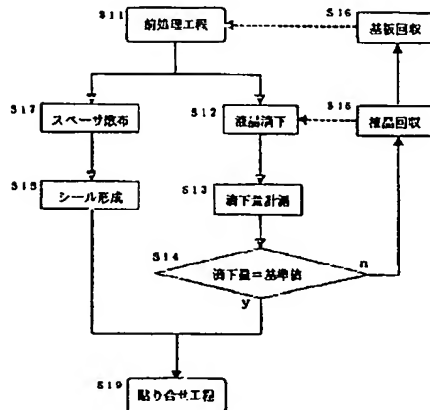 S11
前処理工程
S16
基板回収
S17
スペーサ散布
S12
液晶滴下
S15
液晶回収
シール形成
S13
滴下量計測
S14
滴下量=基準値
n
y
S19
貼り合せ工程